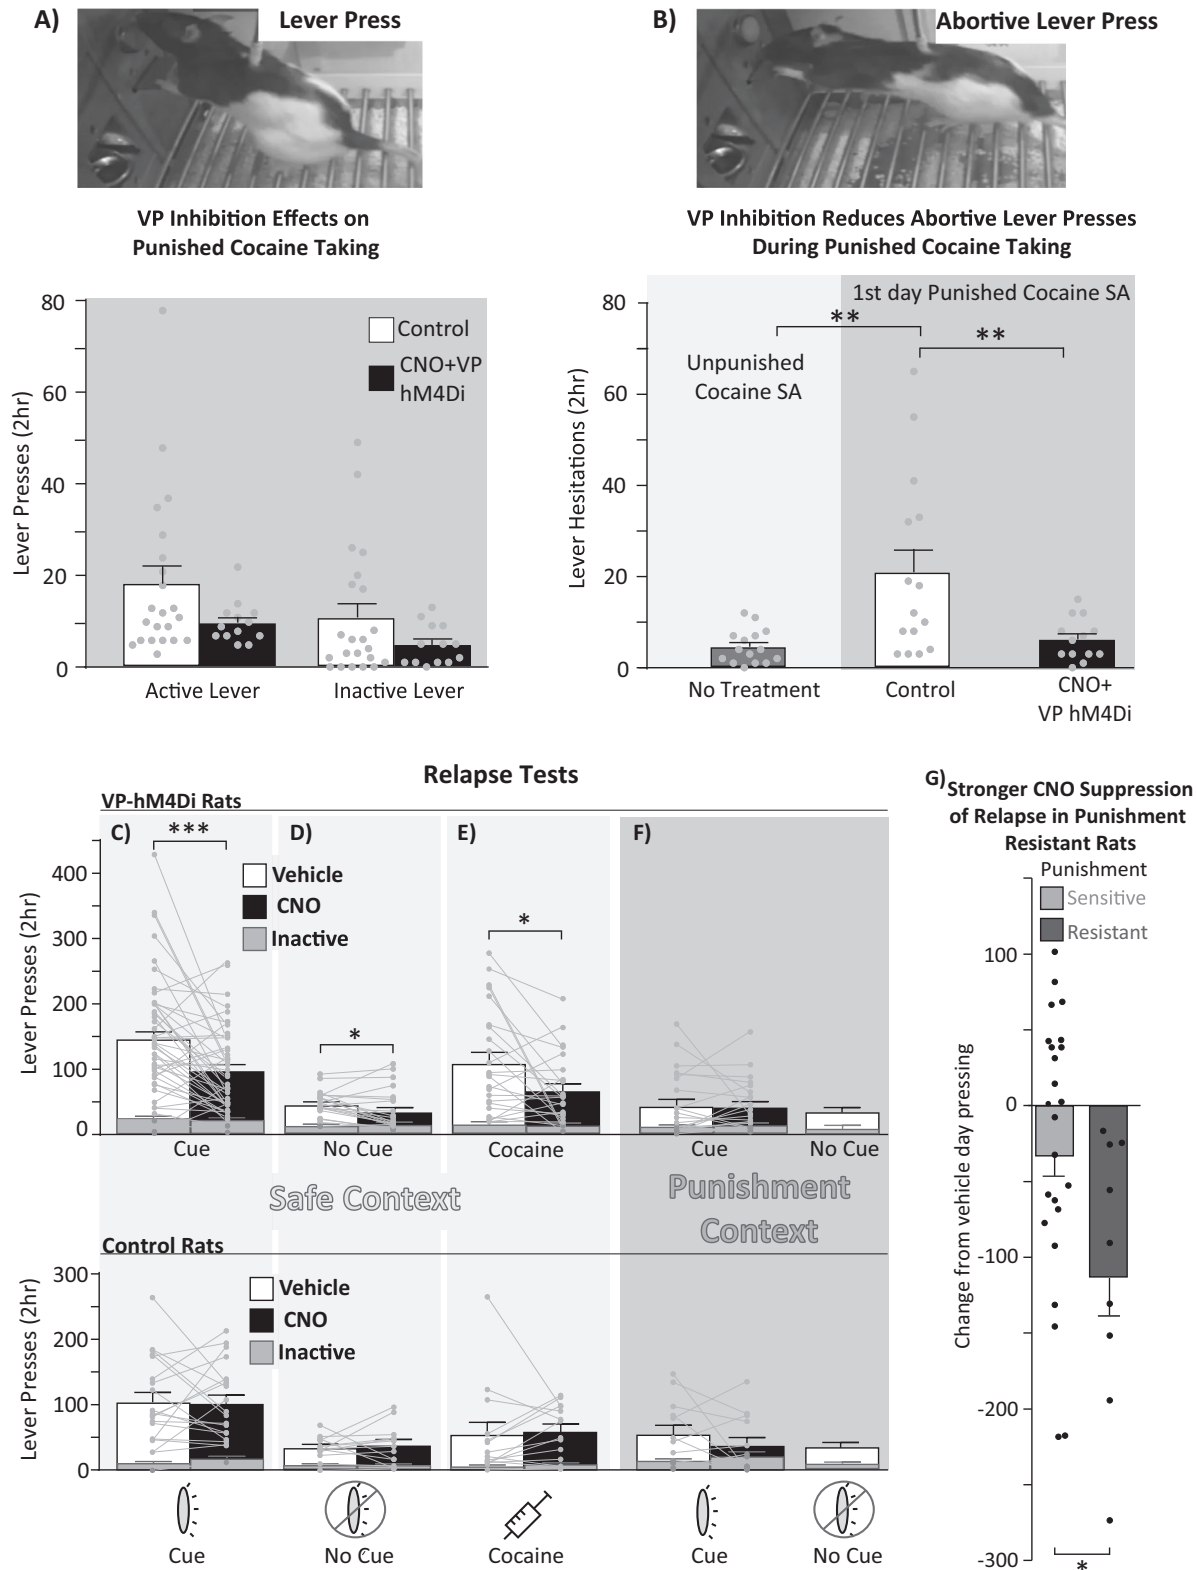 A)
Lever Press
VP Inhibition Effects on
Punished Cocaine Taking
Lever Presses (2hr)
80
60
40
20
0
Control
CNO+VP
hM4Di
Active Lever
Inactive Lever
B)
Abortive Lever Press
VP Inhibition Reduces Abortive Lever Presses
During Punished Cocaine Taking
Lever Hesitations (2hr)
80
60
40
20
0
1st day Punished Cocaine SA
**
**
Unpunished
Cocaine SA
No Treatment
Control
CNO+
VP hM4Di
Relapse Tests
VP-hM4Di Rats
Lever Presses (2hr)
400
300
200
100
0
C)
***
Vehicle
CNO
Inactive
Cue
D)
*
No Cue
E)
*
Cocaine
F)
Cue
No Cue
Safe Context
Punishment
Context
Control Rats
Lever Presses (2hr)
300
200
100
0
Vehicle
CNO
Inactive
Cue
No Cue
Cocaine
Cue
No Cue
G)
Stronger CNO Suppression
of Relapse in Punishment
Resistant Rats
Punishment
Sensitive
Resistant
Change from vehicle day pressing
100
0
-100
-200
-300
*